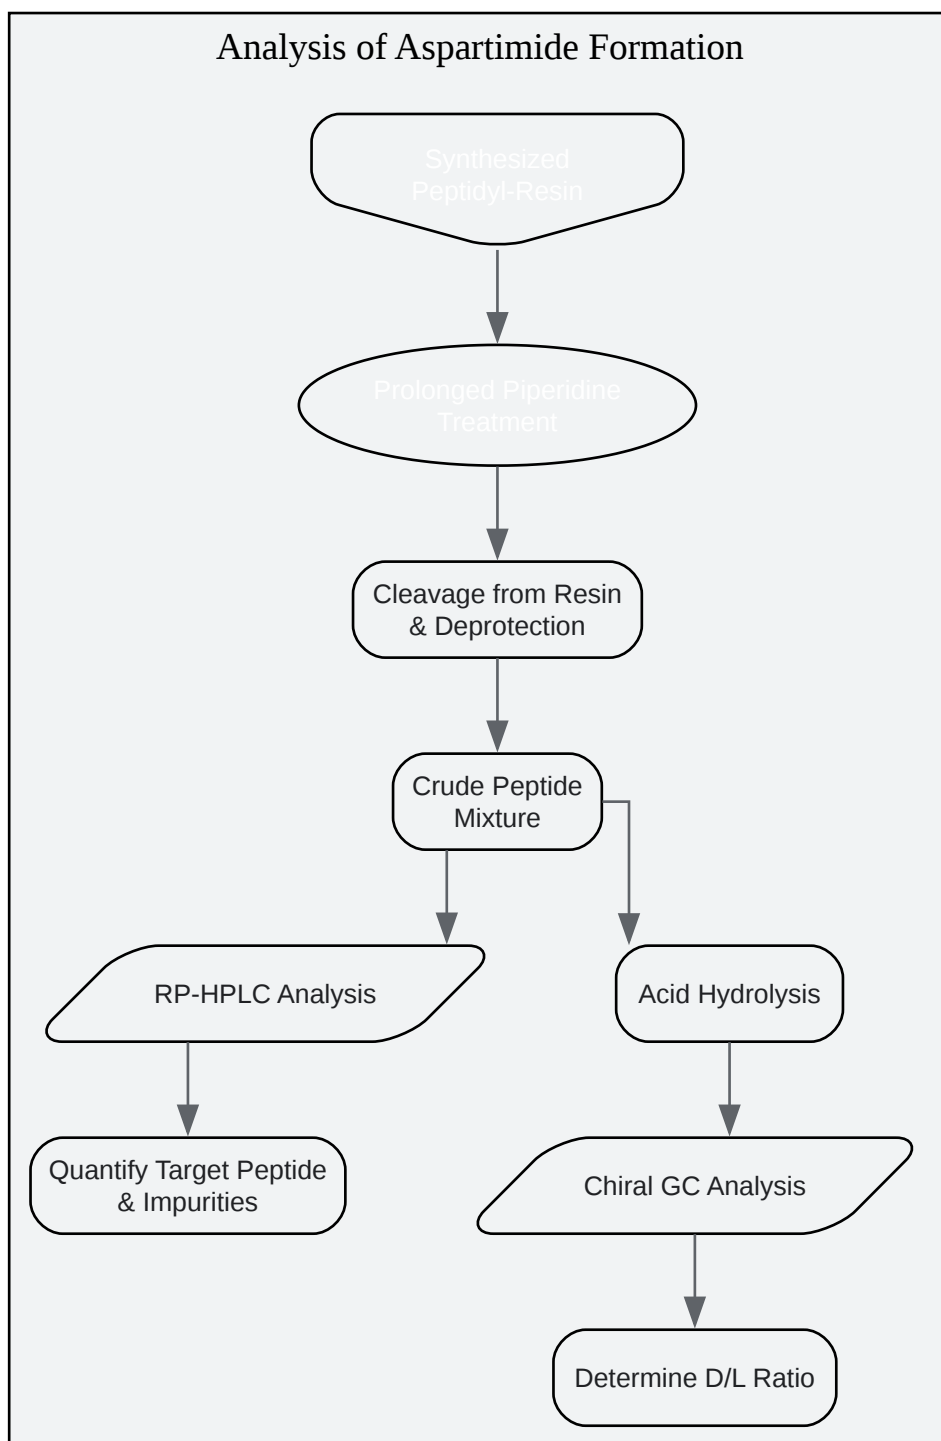 Analysis of Aspartimide Formation
Synthesized
Peptidyl-Resin
Prolonged Piperidine
Treatment
Cleavage from Resin
& Deprotection
Crude Peptide
Mixture
RP-HPLC Analysis
Acid Hydrolysis
Quantify Target Peptide
& Impurities
Chiral GC Analysis
Determine D/L Ratio